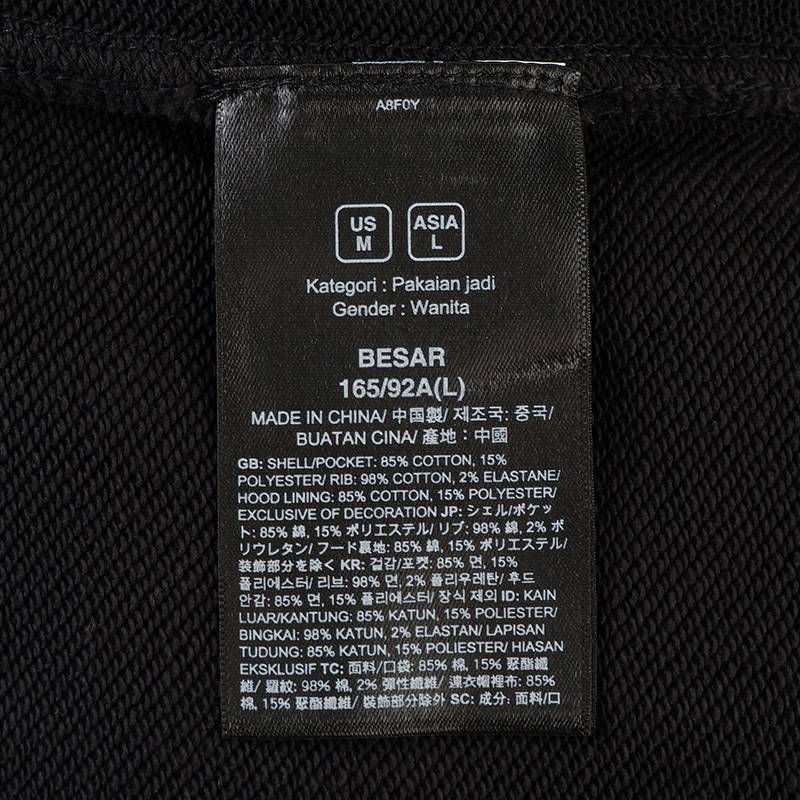 A8F0Y
US ASIA
M L
Kategori : Pakaian jadi
Gender : Wanita
BESAR
165/92A(L)
MADE IN CHINA/ 中国製/ 제조국: 중국/
BUATAN CINA/ 產地：中國
GB: SHELL/POCKET: 85% COTTON, 15%
POLYESTER/ RIB: 98% COTTON, 2% ELASTANE/
HOOD LINING: 85% COTTON, 15% POLYESTER/
EXCLUSIVE OF DECORATION JP: シェル/ポケッ
ト: 85% 綿, 15% ポリエステル/ リブ: 98% 綿, 2% ポ
リウレタン/ フード裏地: 85% 綿, 15% ポリエステル/
装飾部分を除く KR: 겉감/포켓: 85% 면, 15%
폴리에스터/ 리브: 98% 면, 2% 폴리우레탄/ 후드
안감: 85% 면, 15% 폴리에스터/ 장식 제외 ID: KAIN
LUAR/KANTUNG: 85% KATUN, 15% POLIESTER/
BINGKAI: 98% KATUN, 2% ELASTAN/ LAPISAN
TUDUNG: 85% KATUN, 15% POLIESTER/ HIASAN
EKSKLUSIF TC: 面料/口袋: 85% 棉, 15% 聚酯纖
維/ 羅紋: 98% 棉, 2% 彈性纖維/ 連衣帽裡布: 85%
棉, 15% 聚酯纖維/ 裝飾部分除外 SC: 成分: 面料/口